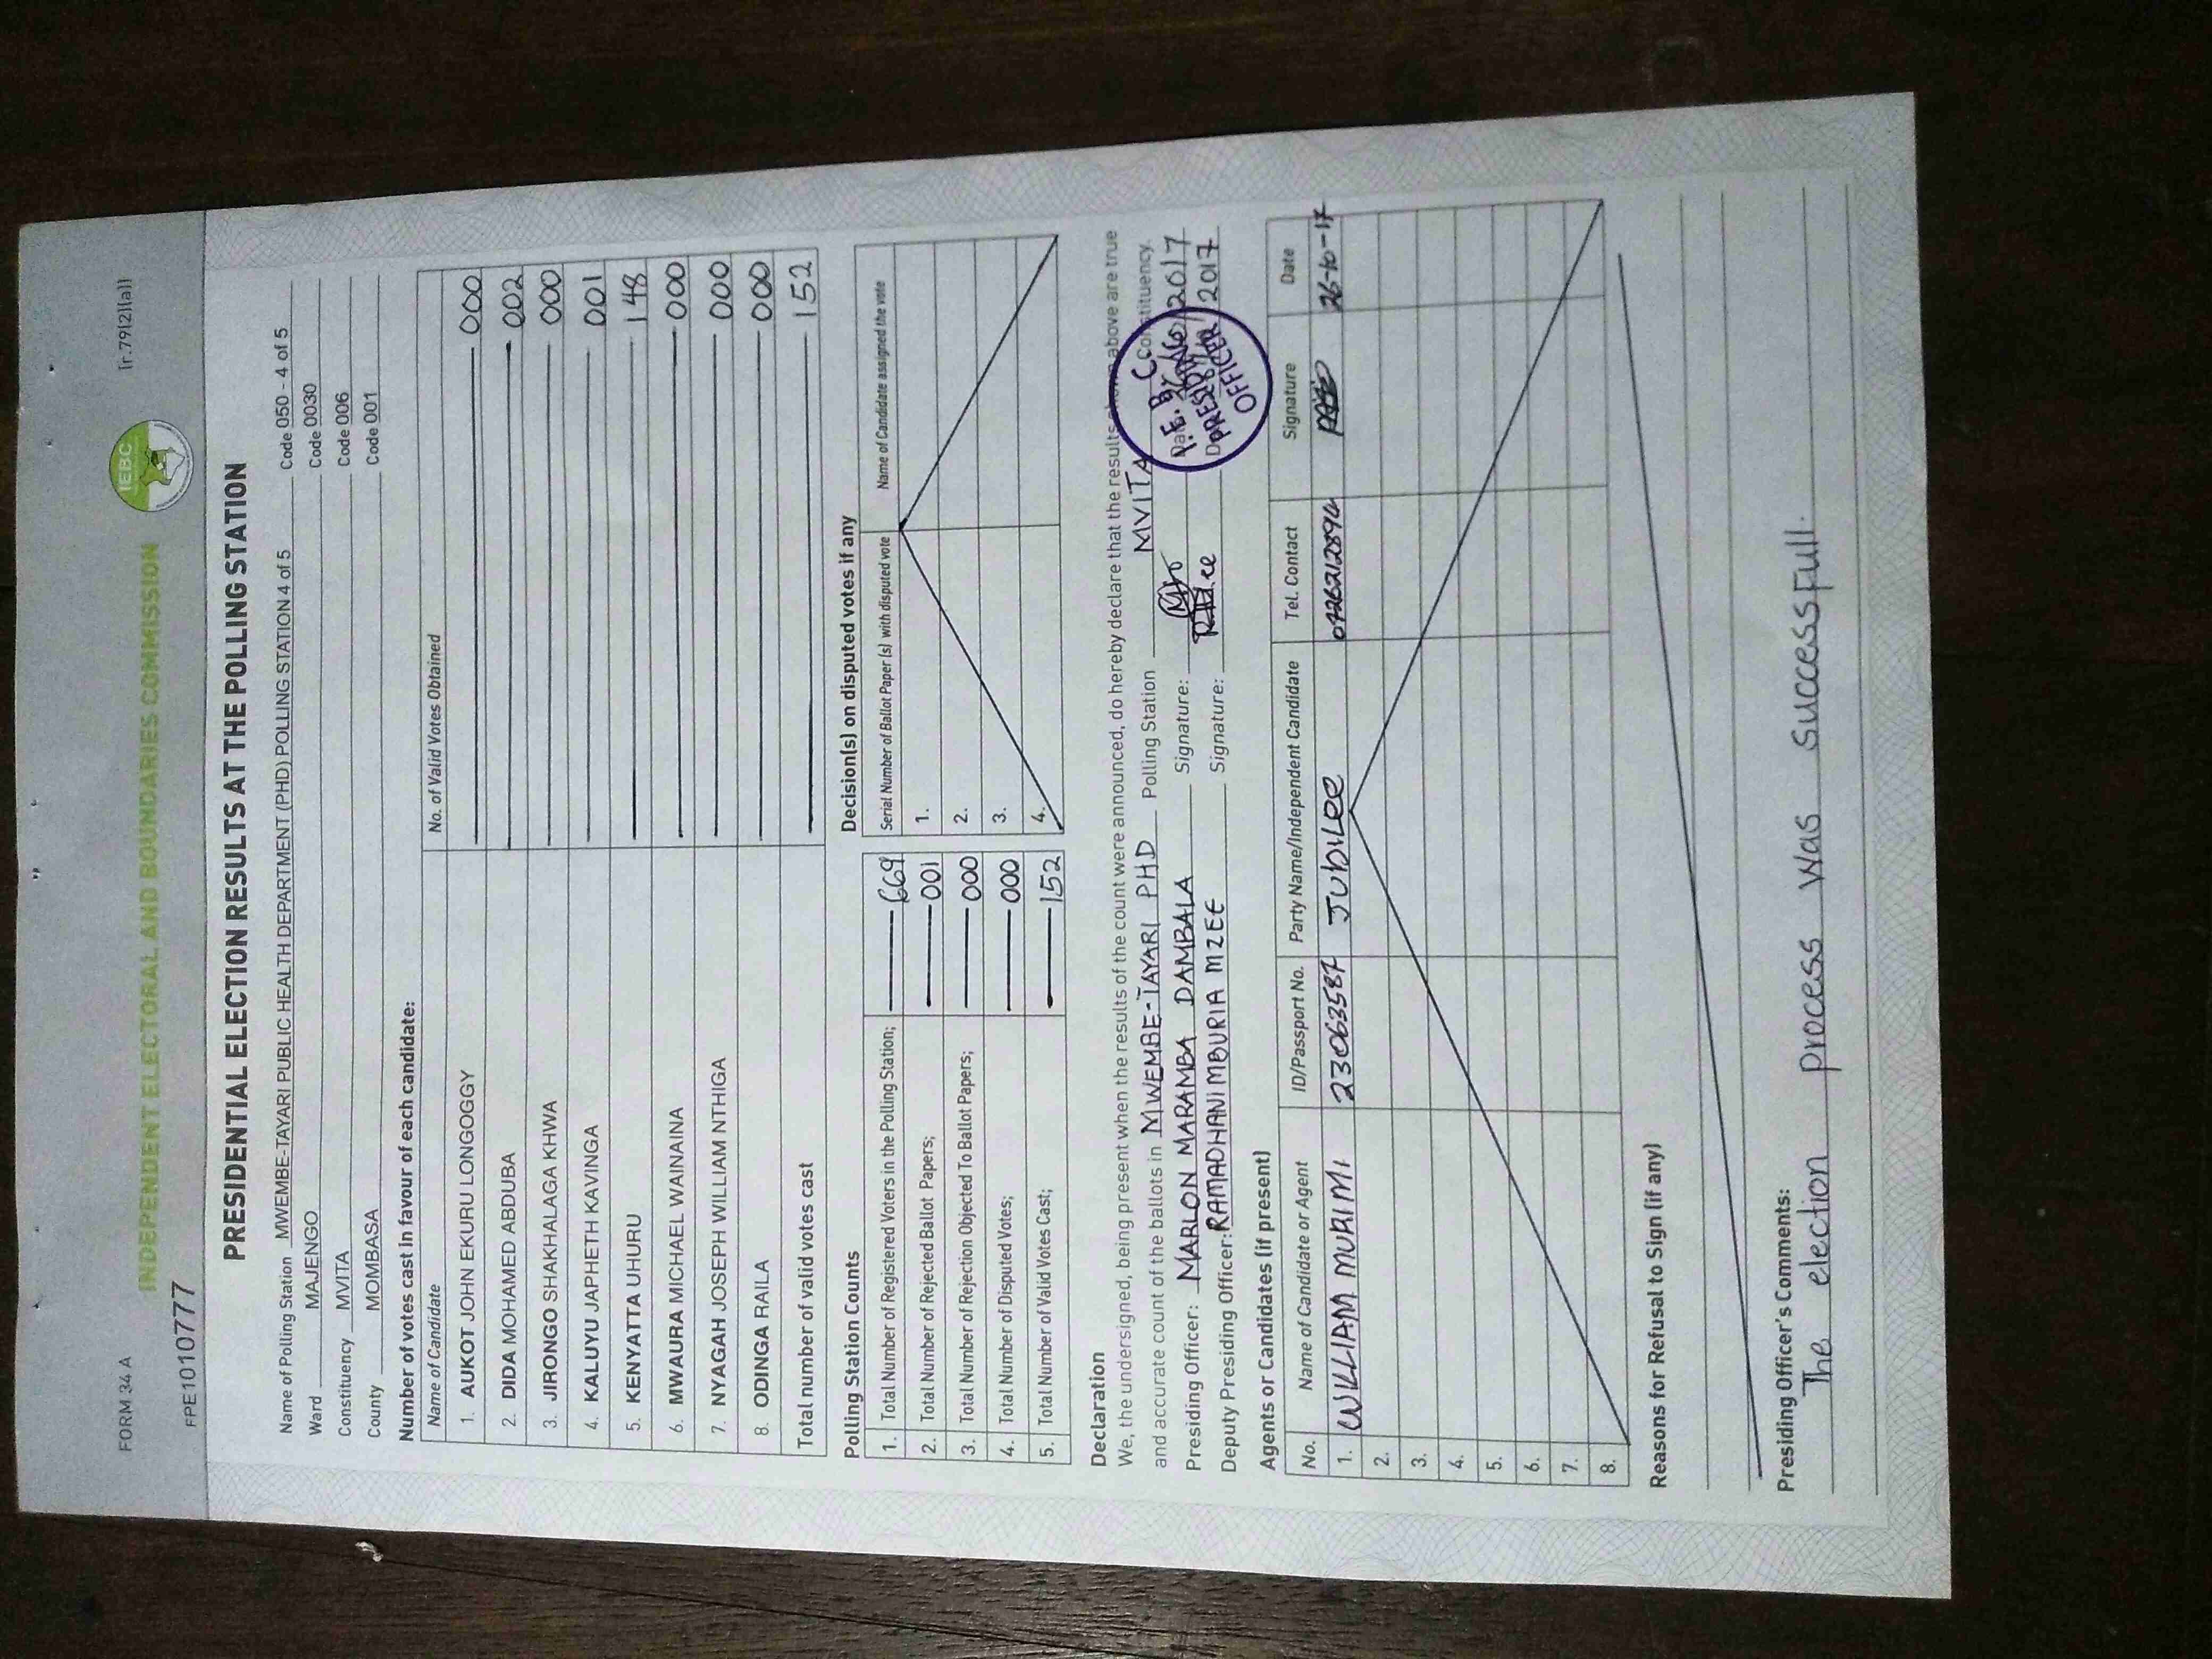 FORM 34 A
INDEPENDENT ELECTORAL AND BOUNDARIES COMMISSION
IEBC
(r.79(2)(a))
FPE1010777
PRESIDENTIAL ELECTION RESULTS AT THE POLLING STATION
Name of Polling Station MWEMBE-TAYARI PUBLIC HEALTH DEPARTMENT (PHD) POLLING STATION 4 of 5 Code 050 - 4 of 5
Ward MAJENGO Code 0030
Constituency MVITA Code 006
County MOMBASA Code 001
Number of votes cast in favour of each candidate:
Name of Candidate No. of Valid Votes Obtained
1. AUKOT JOHN EKURU LONGOGGY 000
2. DIDA MOHAMED ABDUBA 002
3. JIRONGO SHAKHALAGA KHWA 000
4. KALUYU JAPHETH KAVINGA 001
5. KENYATTA UHURU 148
6. MWAURA MICHAEL WAINAINA 000
7. NYAGAH JOSEPH WILLIAM NTHIGA 000
8. ODINGA RAILA 000
Total number of valid votes cast 152
Polling Station Counts
1. Total Number of Registered Voters in the Polling Station; 669
2. Total Number of Rejected Ballot Papers; 001
3. Total Number of Rejection Objected To Ballot Papers; 000
4. Total Number of Disputed Votes; 000
5. Total Number of Valid Votes Cast; 152
Decision(s) on disputed votes if any
Serial Number of Ballot Paper (s) with disputed vote Name of Candidate assigned the vote
1.
2.
3.
4.
Declaration
We, the undersigned, being present when the results of the count were announced, do hereby declare that the results above are true
and accurate count of the ballots in MWEMBE-TAYARI PHD Polling Station MVITA Constituency.
Presiding Officer: MARLON MARAMBA DAMBALA Signature: 2017
Deputy Presiding Officer: RAMADHANI MBURIA MZEE Signature: 2017
I.E.B.C
PRESIDING
OFFICER
Agents or Candidates (if present)
No. Name of Candidate or Agent ID/Passport No. Party Name/Independent Candidate Tel. Contact Signature Date
1. WILLIAM MURIMI 23063587 JUBILEE 26-10-17
2.
3.
4.
5.
6.
7.
8.
Reasons for Refusal to Sign (if any)
Presiding Officer's Comments:
The election process was successfull.